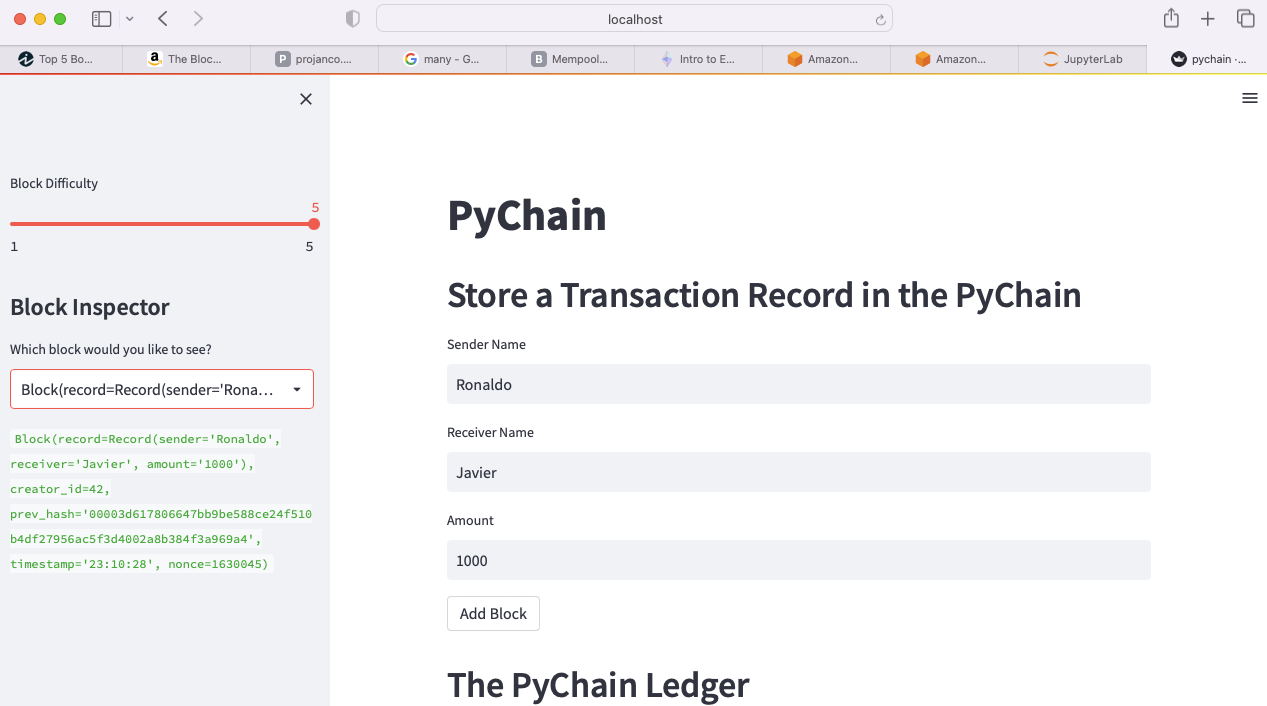 localhost
Top 5 Bo...
The Bloc...
projanco....
many - G...
Mempool...
Intro to E...
Amazon...
Amazon...
JupyterLab
pychain ·...
Block Difficulty
5
1
5
Block Inspector
Which block would you like to see?
Block(record=Record(sender='Rona...
Block(record=Record(sender='Ronaldo',
receiver='Javier', amount='1000'),
creator_id=42,
prev_hash='00003d617806647bb9be588ce24f510
b4df27956ac5f3d4002a8b384f3a969a4',
timestamp='23:10:28', nonce=1630045)
PyChain
Store a Transaction Record in the PyChain
Sender Name
Ronaldo
Receiver Name
Javier
Amount
1000
Add Block
The PyChain Ledger